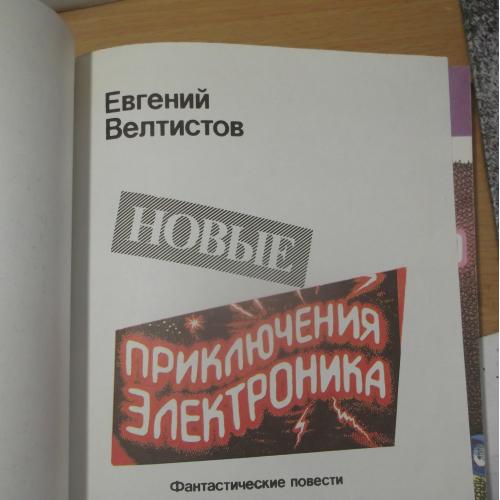 Евгений
Велтистов
НОВЫЕ
ПРИКЛЮЧЕНИЯ
ЭЛЕКТРОНИКА
Фантастические повести